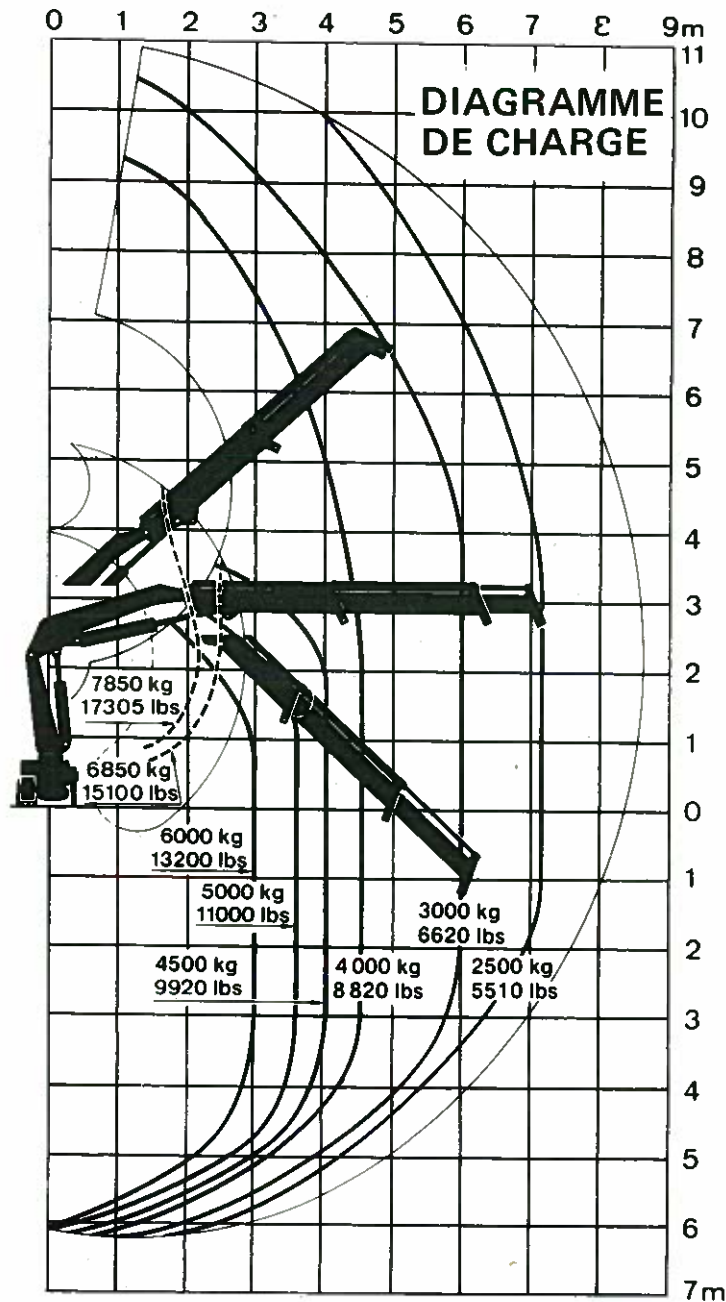 0 1 2 3 4 5 6 7 8 9m
11
DIAGRAMME
DE CHARGE
10
9
8
7
6
5
4
3
2
7850 kg
17305 lbs
1
6850 kg
15100 lbs
0
6000 kg
13200 lbs
1
5000 kg
11000 lbs
3000 kg
6620 lbs
2
4500 kg
9920 lbs
4000 kg
8820 lbs
2500 kg
5510 lbs
3
4
5
6
7m